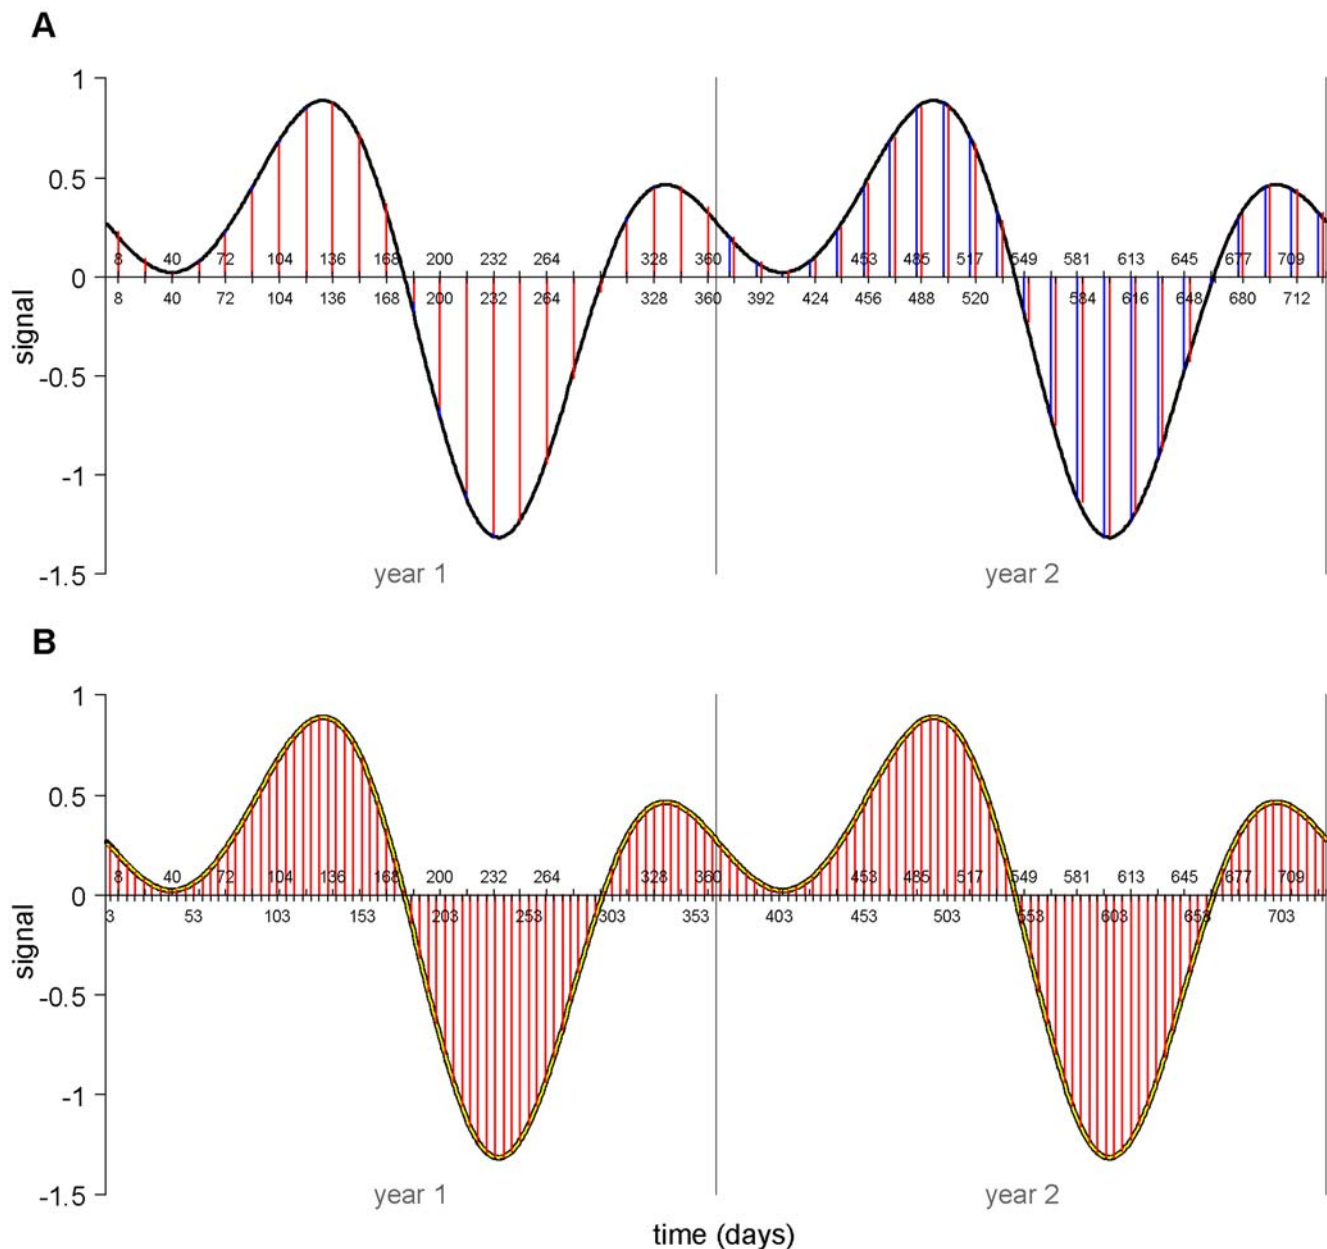 A
1
0.5
0
-0.5
-1
-1.5
signal
8 40 72 104 136 168 200 232 264 328 360 453 485 517 549 581 613 645 677 709
8 40 72 104 136 168 200 232 264 328 360 392 424 456 488 520 584 616 648 680 712
year 1 year 2
B
1
0.5
0
-0.5
-1
-1.5
signal
8 40 72 104 136 168 200 232 264 328 360 453 485 517 549 581 613 645 677 709
3 53 103 153 203 253 303 353 403 453 503 553 603 653 703
year 1 year 2
time (days)